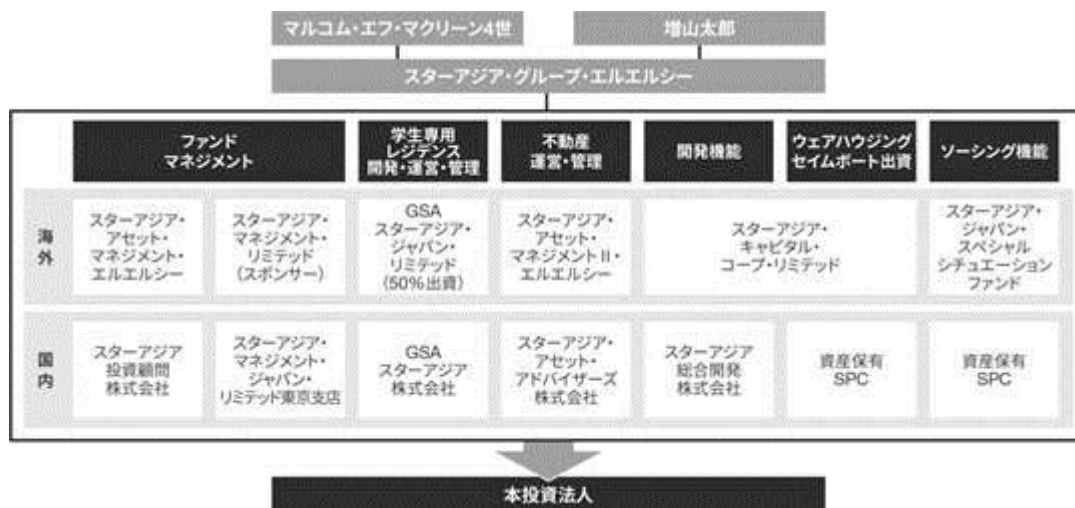 マルコム・エフ・マクリーン4世
増山太郎
スターアジア・グループ・エルエルシー
ファンド
マネジメント
学生専用
レジデンス
開発・運営・管理
不動産
運営・管理
開発機能
ウェアハウジング
セイムボート出資
ソーシング機能
海外
スターアジア・
アセット・
マネジメント・
エルエルシー
スターアジア・
マネジメント・
リミテッド
(スポンサー)
GSA
スターアジア・
ジャパン・
リミテッド
(50%出資)
スターアジア・
アセット・
マネジメントⅡ・
エルエルシー
スターアジア・
キャピタル・
コープ・リミテッド
スターアジア・
ジャパン・
スペシャル
シチュエーション
ファンド
国内
スターアジア
投資顧問
株式会社
スターアジア・
マネジメント・
ジャパン・
リミテッド東京支店
GSA
スターアジア
株式会社
スターアジア・
アセット・
アドバイザーズ
株式会社
スターアジア
総合開発
株式会社
資産保有
SPC
資産保有
SPC
本投資法人